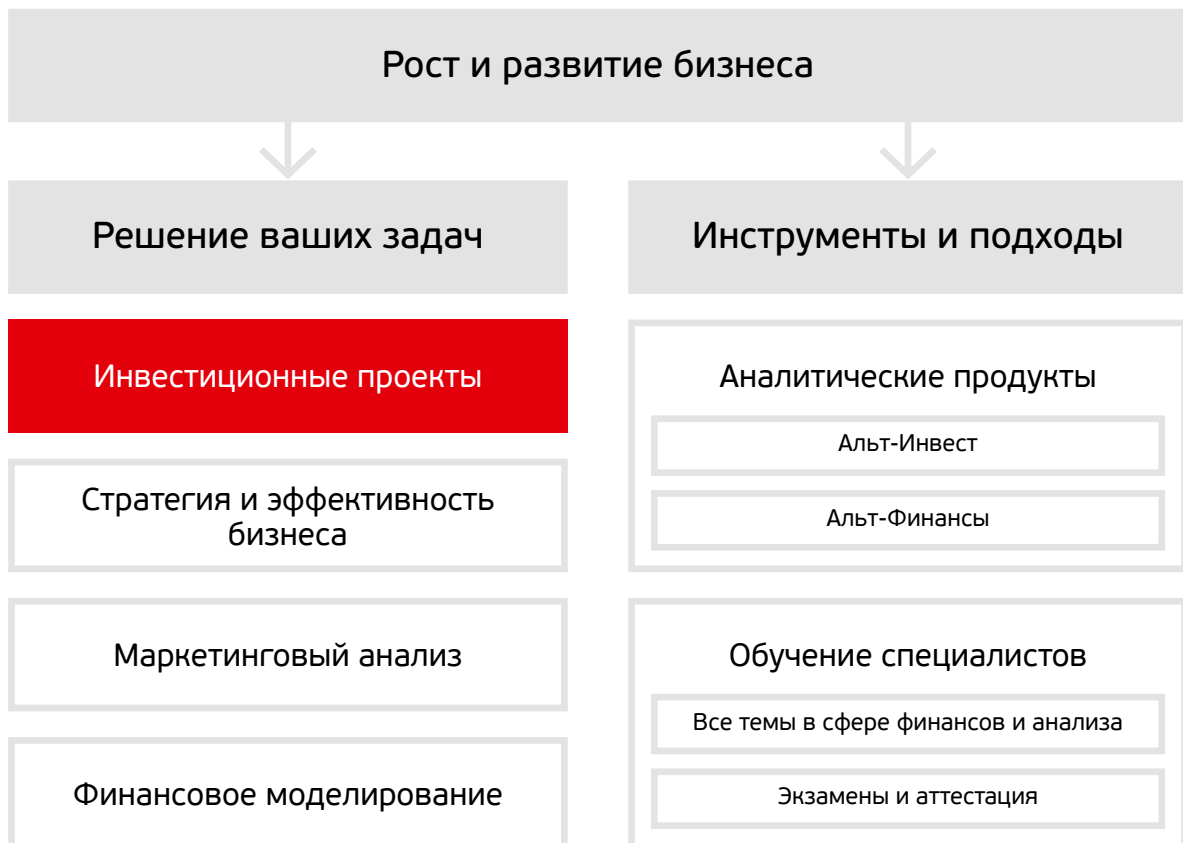 Рост и развитие бизнеса
Решение ваших задач
Инвестиционные проекты
Стратегия и эффективность
бизнеса
Маркетинговый анализ
Финансовое моделирование
Инструменты и подходы
Аналитические продукты
Альт-Инвест
Альт-Финансы
Обучение специалистов
Все темы в сфере финансов и анализа
Экзамены и аттестация